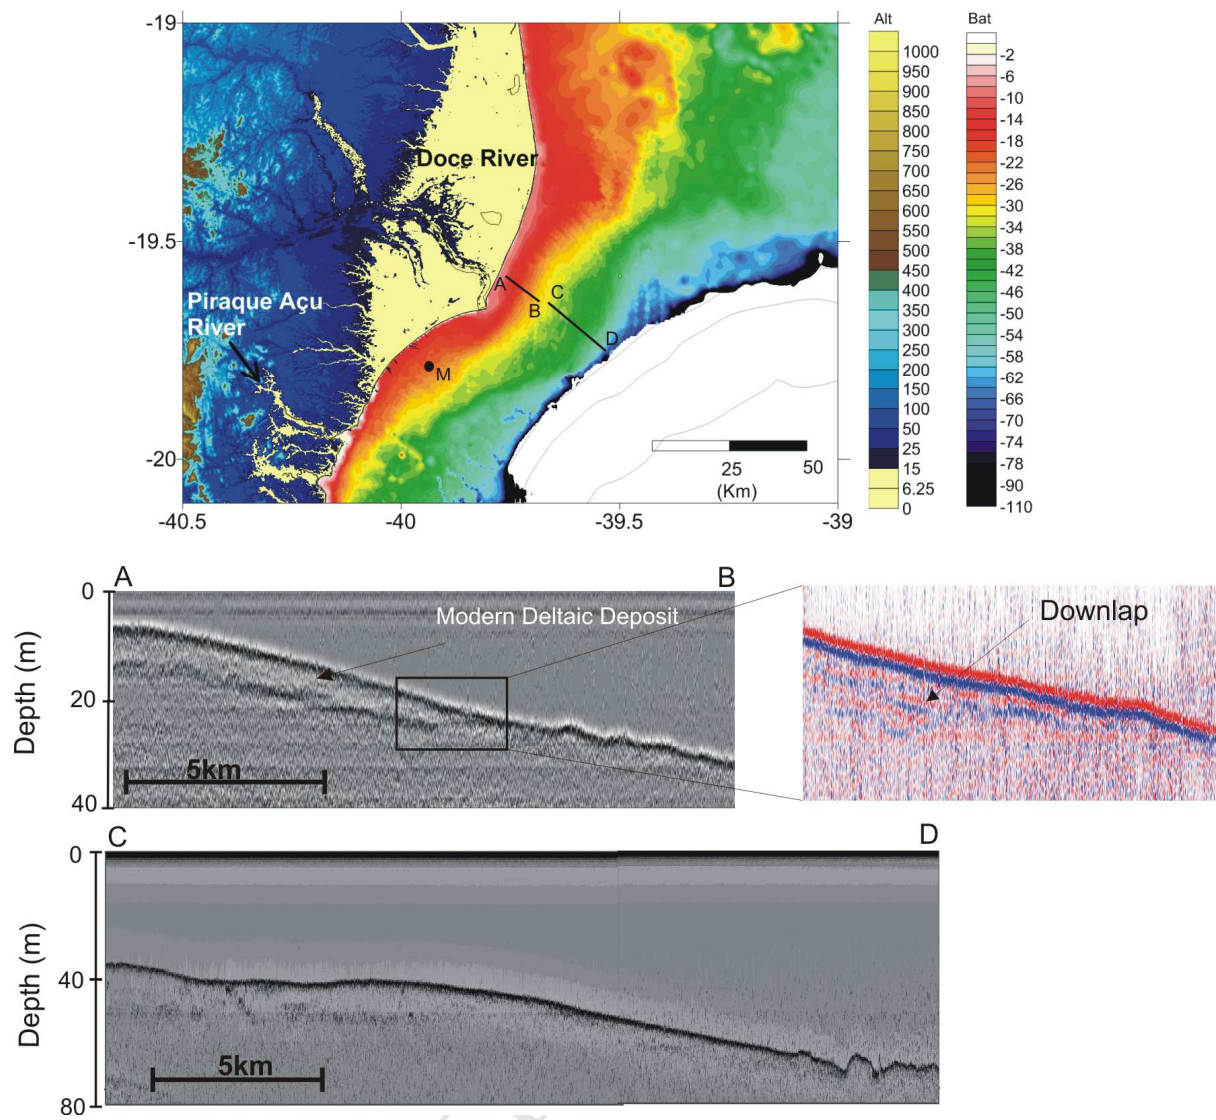 Alt
Bat
-19
-19.5
-20
-40.5
-40
-39.5
-39
Doce River
Piraque Açu
River
A
C
B
D
M
25
50
(Km)
1000
950
900
850
800
750
700
650
600
550
500
450
400
350
300
250
200
150
100
50
25
15
6.25
0
-2
-6
-10
-14
-18
-22
-26
-30
-34
-38
-42
-46
-50
-54
-58
-62
-66
-70
-74
-78
-90
-110
A
B
0
20
40
Depth (m)
Modern Deltaic Deposit
5km
Downlap
C
D
0
40
80
Depth (m)
5km